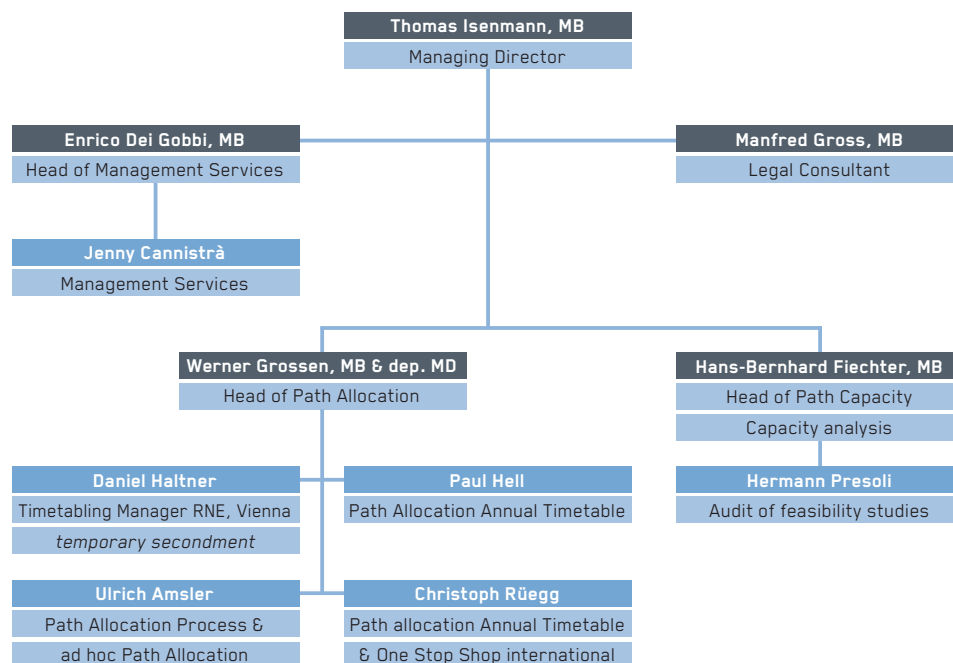 Thomas Isenmann, MB
Managing Director
Enrico Dei Gobbi, MB
Head of Management Services
Manfred Gross, MB
Legal Consultant
Jenny Cannistrà
Management Services
Werner Grossen, MB & dep. MD
Head of Path Allocation
Hans-Bernhard Fiechter, MB
Head of Path Capacity
Capacity analysis
Daniel Haltner
Timetabling Manager RNE, Vienna
temporary secondment
Paul Hell
Path Allocation Annual Timetable
Hermann Presoli
Audit of feasibility studies
Ulrich Amsler
Path Allocation Process &
ad hoc Path Allocation
Christoph Rüegg
Path allocation Annual Timetable
& One Stop Shop international